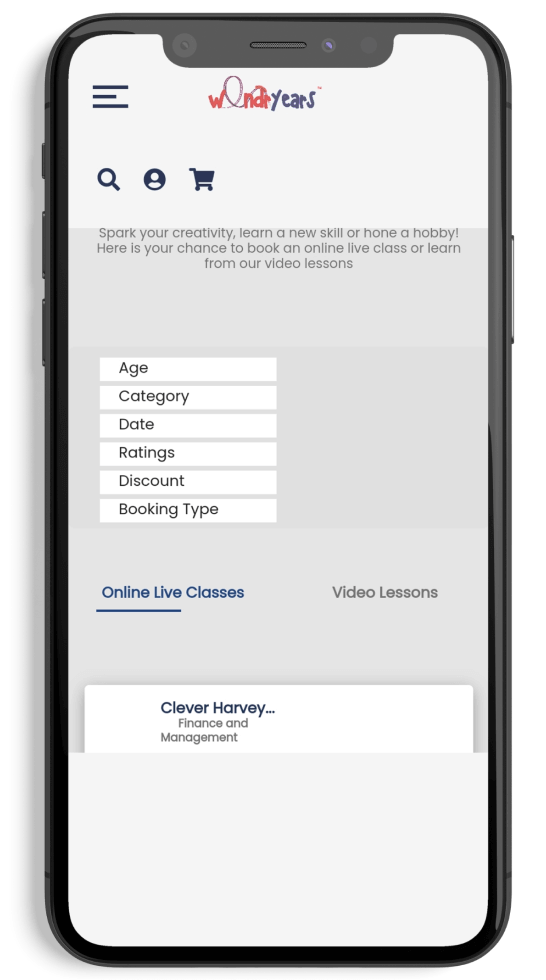 wondryears™
Spark your creativity, learn a new skill or hone a hobby!
Here is your chance to book an online live class or learn
from our video lessons
Age
Category
Date
Ratings
Discount
Booking Type
Online Live Classes
Video Lessons
Clever Harvey...
Finance and
Management